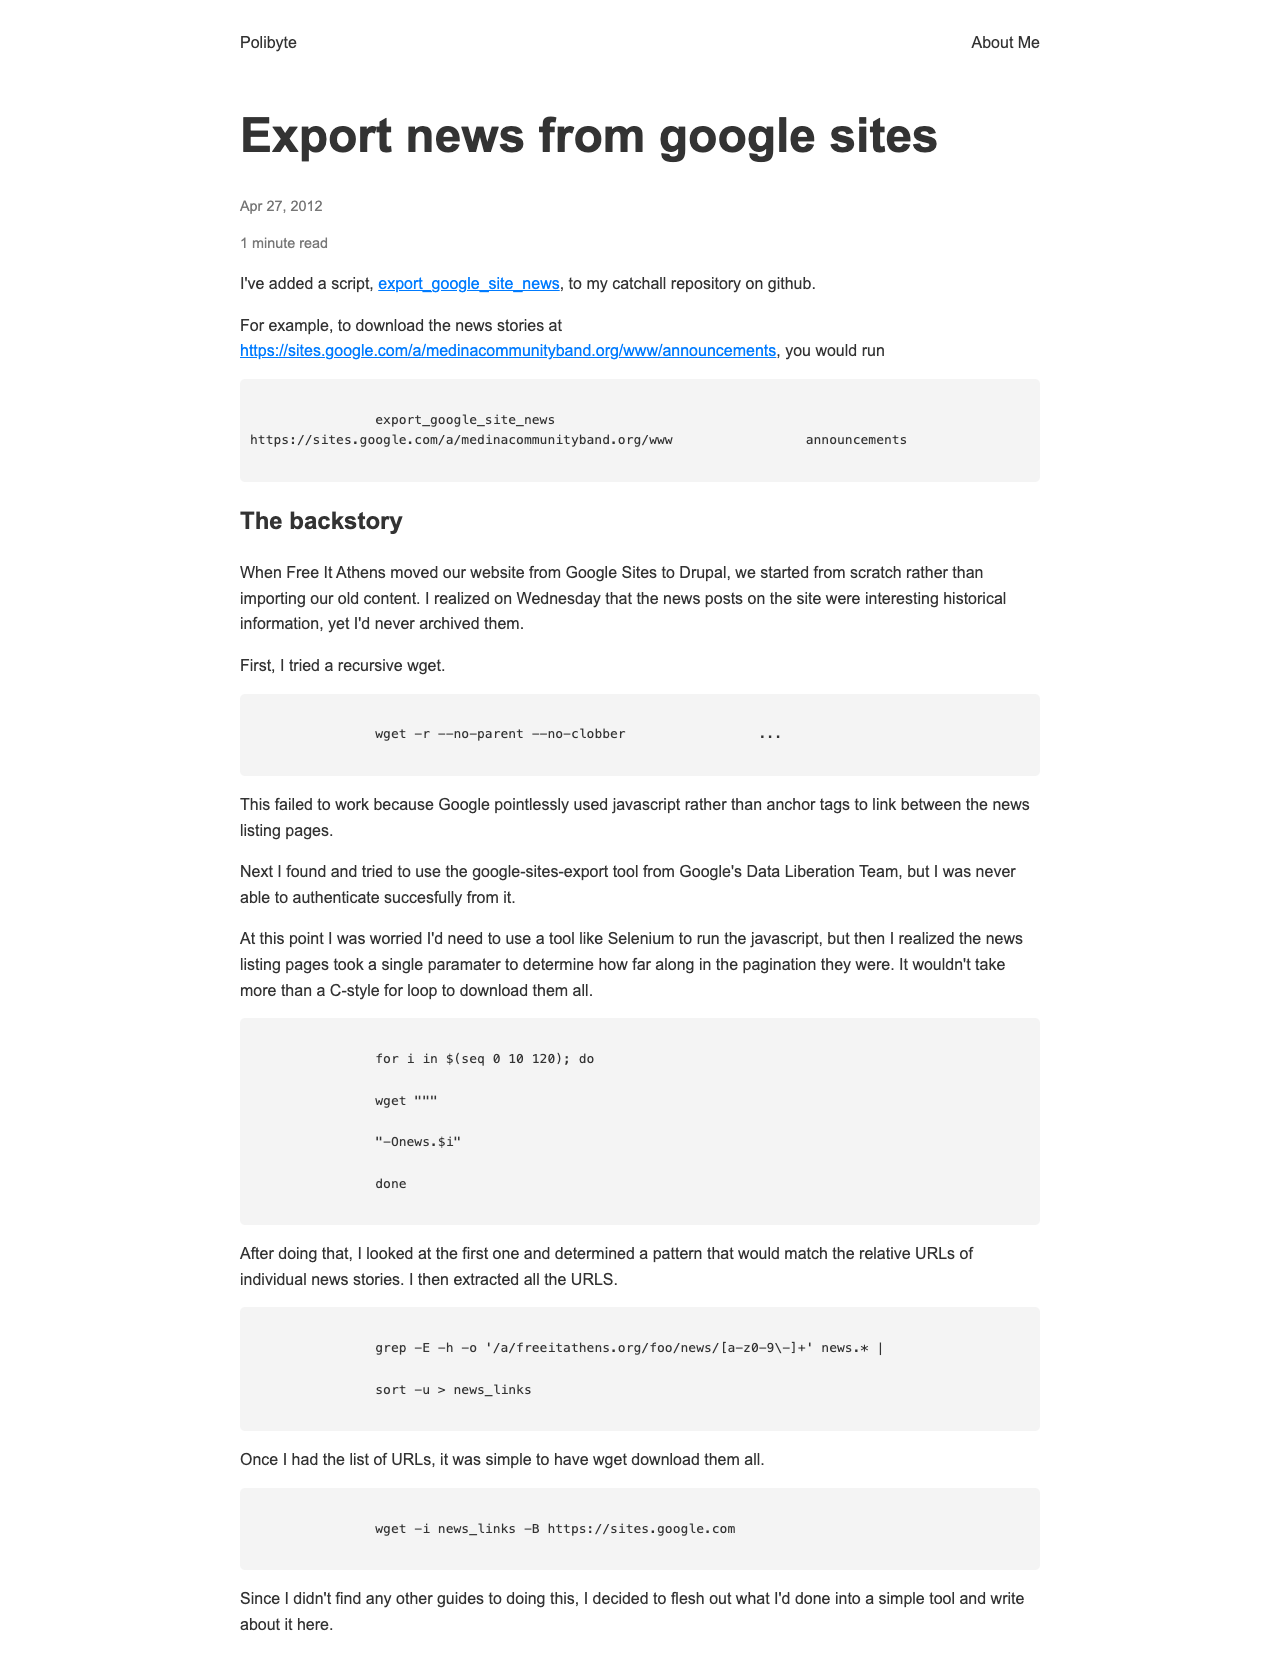 Polibyte
About Me
Export news from google sites
Apr 27, 2012
1 minute read
I've added a script, export_google_site_news, to my catchall repository on github.
For example, to download the news stories at
https://sites.google.com/a/medinacommunityband.org/www/announcements, you would run
export_google_site_news
https://sites.google.com/a/medinacommunityband.org/www announcements
The backstory
When Free It Athens moved our website from Google Sites to Drupal, we started from scratch rather than
importing our old content. I realized on Wednesday that the news posts on the site were interesting historical
information, yet I'd never archived them.
First, I tried a recursive wget.
wget -r --no-parent --no-clobber ...
This failed to work because Google pointlessly used javascript rather than anchor tags to link between the news
listing pages.
Next I found and tried to use the google-sites-export tool from Google's Data Liberation Team, but I was never
able to authenticate succesfully from it.
At this point I was worried I'd need to use a tool like Selenium to run the javascript, but then I realized the news
listing pages took a single paramater to determine how far along in the pagination they were. It wouldn't take
more than a C-style for loop to download them all.
for i in $(seq 0 10 120); do
wget """
"-Onews.$i"
done
After doing that, I looked at the first one and determined a pattern that would match the relative URLs of
individual news stories. I then extracted all the URLS.
grep -E -h -o '/a/freeitathens.org/foo/news/[a-z0-9\-]+' news.* |
sort -u > news_links
Once I had the list of URLs, it was simple to have wget download them all.
wget -i news_links -B https://sites.google.com
Since I didn't find any other guides to doing this, I decided to flesh out what I'd done into a simple tool and write
about it here.